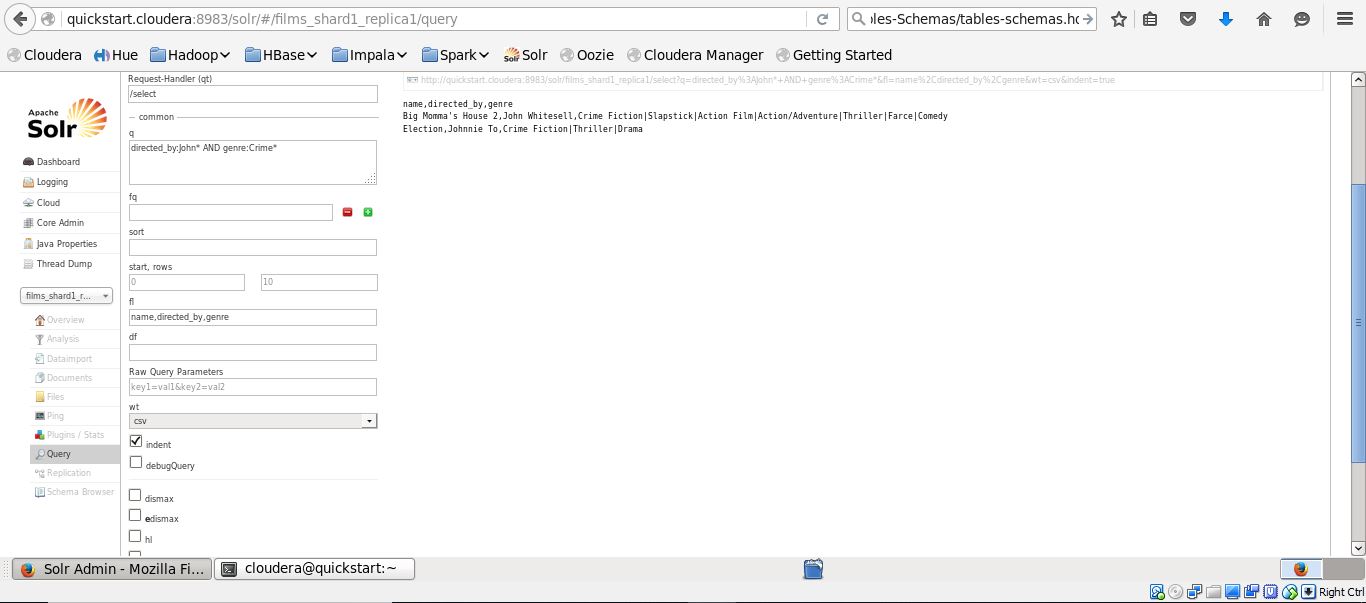 quickstart.cloudera:8983/solr/#/films_shard1_replica1/query
bles-Schemas/tables-schemas.hc
Cloudera Hue Hadoop HBase Impala Spark Solr Oozie Cloudera Manager Getting Started
Apache
Solr
Dashboard
Logging
Cloud
Core Admin
Java Properties
Thread Dump
films_shard1_r...
Overview
Analysis
Dataimport
Documents
Files
Ping
Plugins / Stats
Query
Replication
Schema Browser
Request-Handler (qt)
/select
common
q
directed_by:John* AND genre:Crime*
fq
sort
start, rows
0 10
fl
name,directed_by,genre
df
Raw Query Parameters
key1=val1&key2=val2
wt
csv
indent
debugQuery
dismax
edismax
hl
http://quickstart.cloudera:8983/solr/films_shard1_replica1/select?q=directed_by%3AJohn*+AND+genre%3ACrime*&fl=name%2Cdirected_by%2Cgenre&wt=csv&indent=true
name,directed_by,genre
Big Momma's House 2,John Whitesell,Crime Fiction|Slapstick|Action Film|Action/Adventure|Thriller|Farce|Comedy
Election,Johnnie To,Crime Fiction|Thriller|Drama
Solr Admin - Mozilla Fi... cloudera@quickstart:~
Right Ctrl